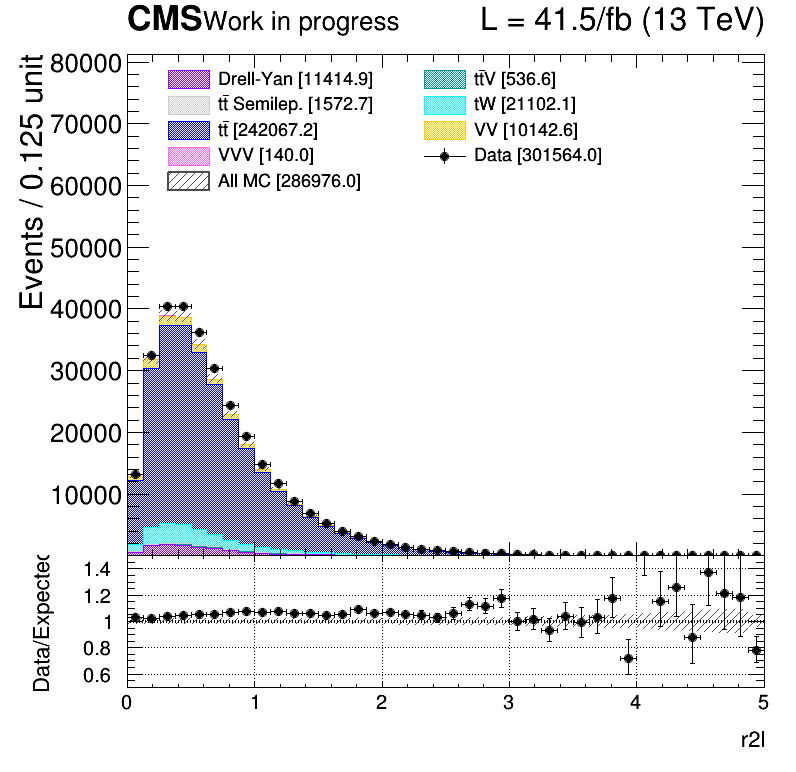 CMS Work in progress L = 41.5/fb (13 TeV)
Events / 0.125 unit
80000
70000
60000
50000
40000
30000
20000
10000
Drell-Yan [11414.9]
tt̄ Semilep. [1572.7]
tt̄ [242067.2]
VVV [140.0]
All MC [286976.0]
tt̄V [536.6]
tW [21102.1]
VV [10142.6]
Data [301564.0]
Data/Expected
1.4
1.2
1
0.8
0.6
0 1 2 3 4 5
r2l